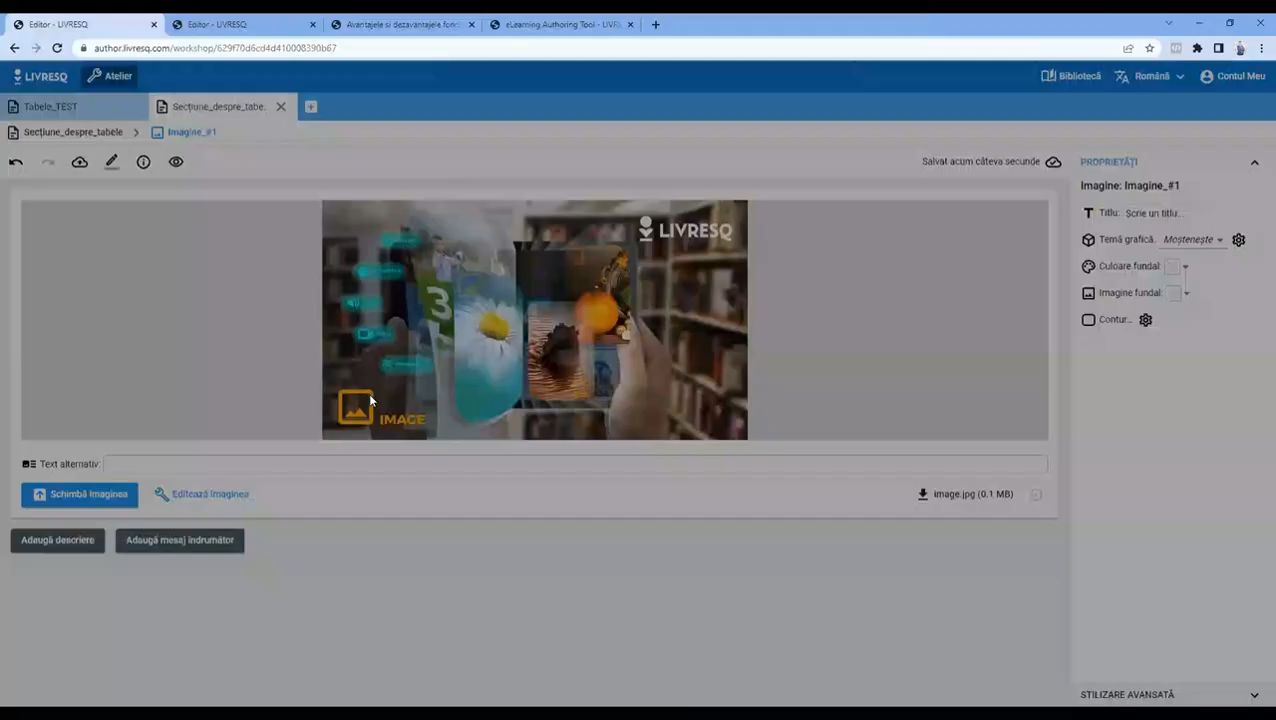 Editor - LIVRESQ
Editor - LIVRESQ
Avantajele si dezavantajele
eLearning Authoring Tool - LIVR
author.livresq.com/workshop/629f70d6cd4d410008390b67
LIVRESQ
Atelier
Bibliotecă
Română
Contul Meu
Tabele_TEST
Secțiune_despre_tabe..
Secțiune_despre_tabele
Imagine_#1
Salvat acum câteva secunde
PROPRIETĂȚI
Imagine: Imagine_#1
Titlu: Scrie un titlu...
Temă grafică. Moștenește
Culoare fundal:
Imagine fundal:
Contur...
LIVRESQ
3
IMAGE
Text alternativ:
Schimbă imaginea
Editează imaginea
image.jpg (0.1 MB)
Adaugă descriere
Adaugă mesaj îndrumător
STILIZARE AVANSATĂ